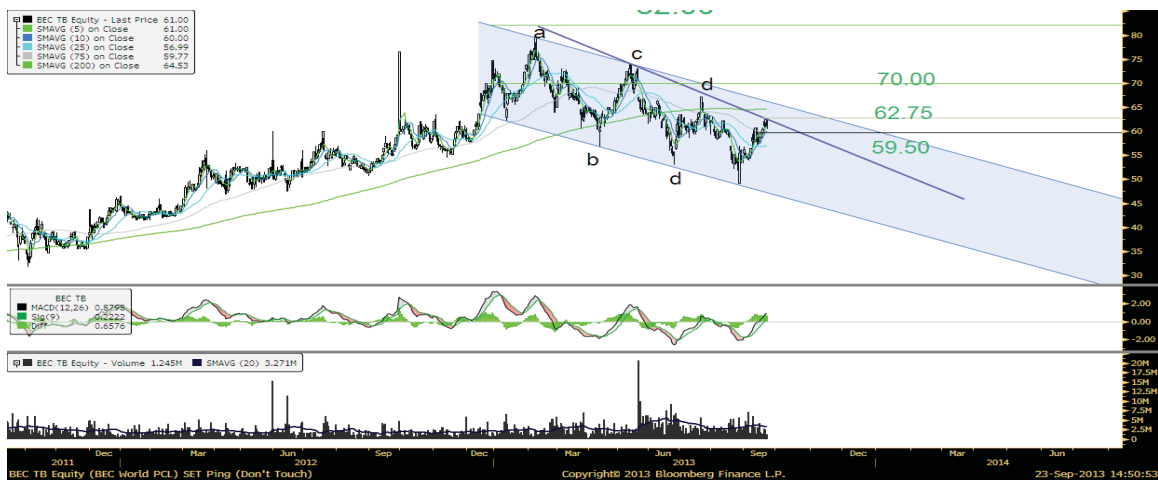 BEC TB Equity - Last Price 61.00
SMAVG (5) on Close 61.00
SMAVG (10) on Close 60.00
SMAVG (25) on Close 56.99
SMAVG (75) on Close 59.77
SMAVG (200) on Close 64.53
80
75
70
65
60
55
50
45
40
35
30
a
c
d
b
d
70.00
62.75
59.50
BEC TB
MACD(12,26) 0.8798
Sig(9) 0.2222
Diff 0.6576
2.00
0.00
-2.00
BEC TB Equity - Volume 1.245M SMAVG (20) 3.271M
20M
17.5M
15M
12.5M
10M
7.5M
5M
2.5M
0
Dec Mar Jun Sep Dec Mar Jun Sep Dec Mar Jun
2011 2012 2013 2014
BEC TB Equity (BEC World PCL) SET Ping (Don't Touch) Copyright© 2013 Bloomberg Finance L.P. 23-Sep-2013 14:50:53